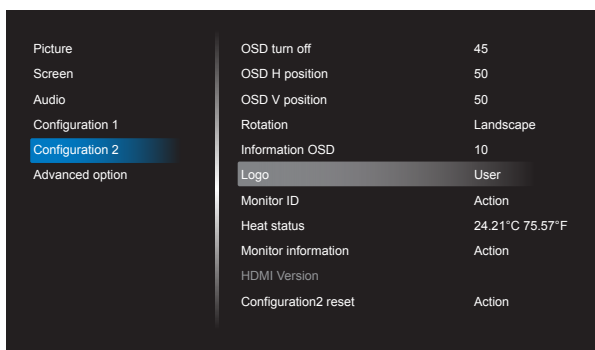 Picture
Screen
Audio
Configuration 1
Configuration 2
Advanced option
OSD turn off 45
OSD H position 50
OSD V position 50
Rotation Landscape
Information OSD 10
Logo User
Monitor ID Action
Heat status 24.21°C 75.57°F
Monitor information Action
HDMI Version
Configuration2 reset Action